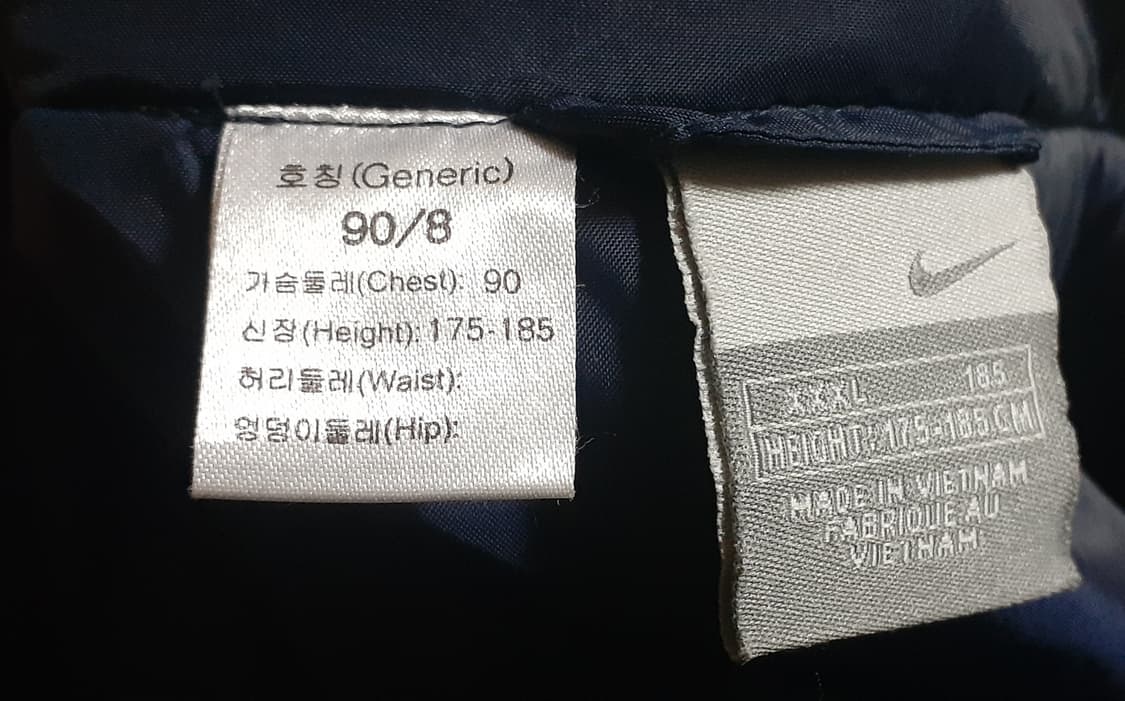 호칭(Generic)
90/8
가슴둘레(Chest): 90
신장(Height):175-185
허리둘레(Waist):
엉덩이둘레(Hip):
XXXL 185
HEIGHT: 175-185CM
MADE IN VIETNAM
FABRIQUE AU
VIETNAM